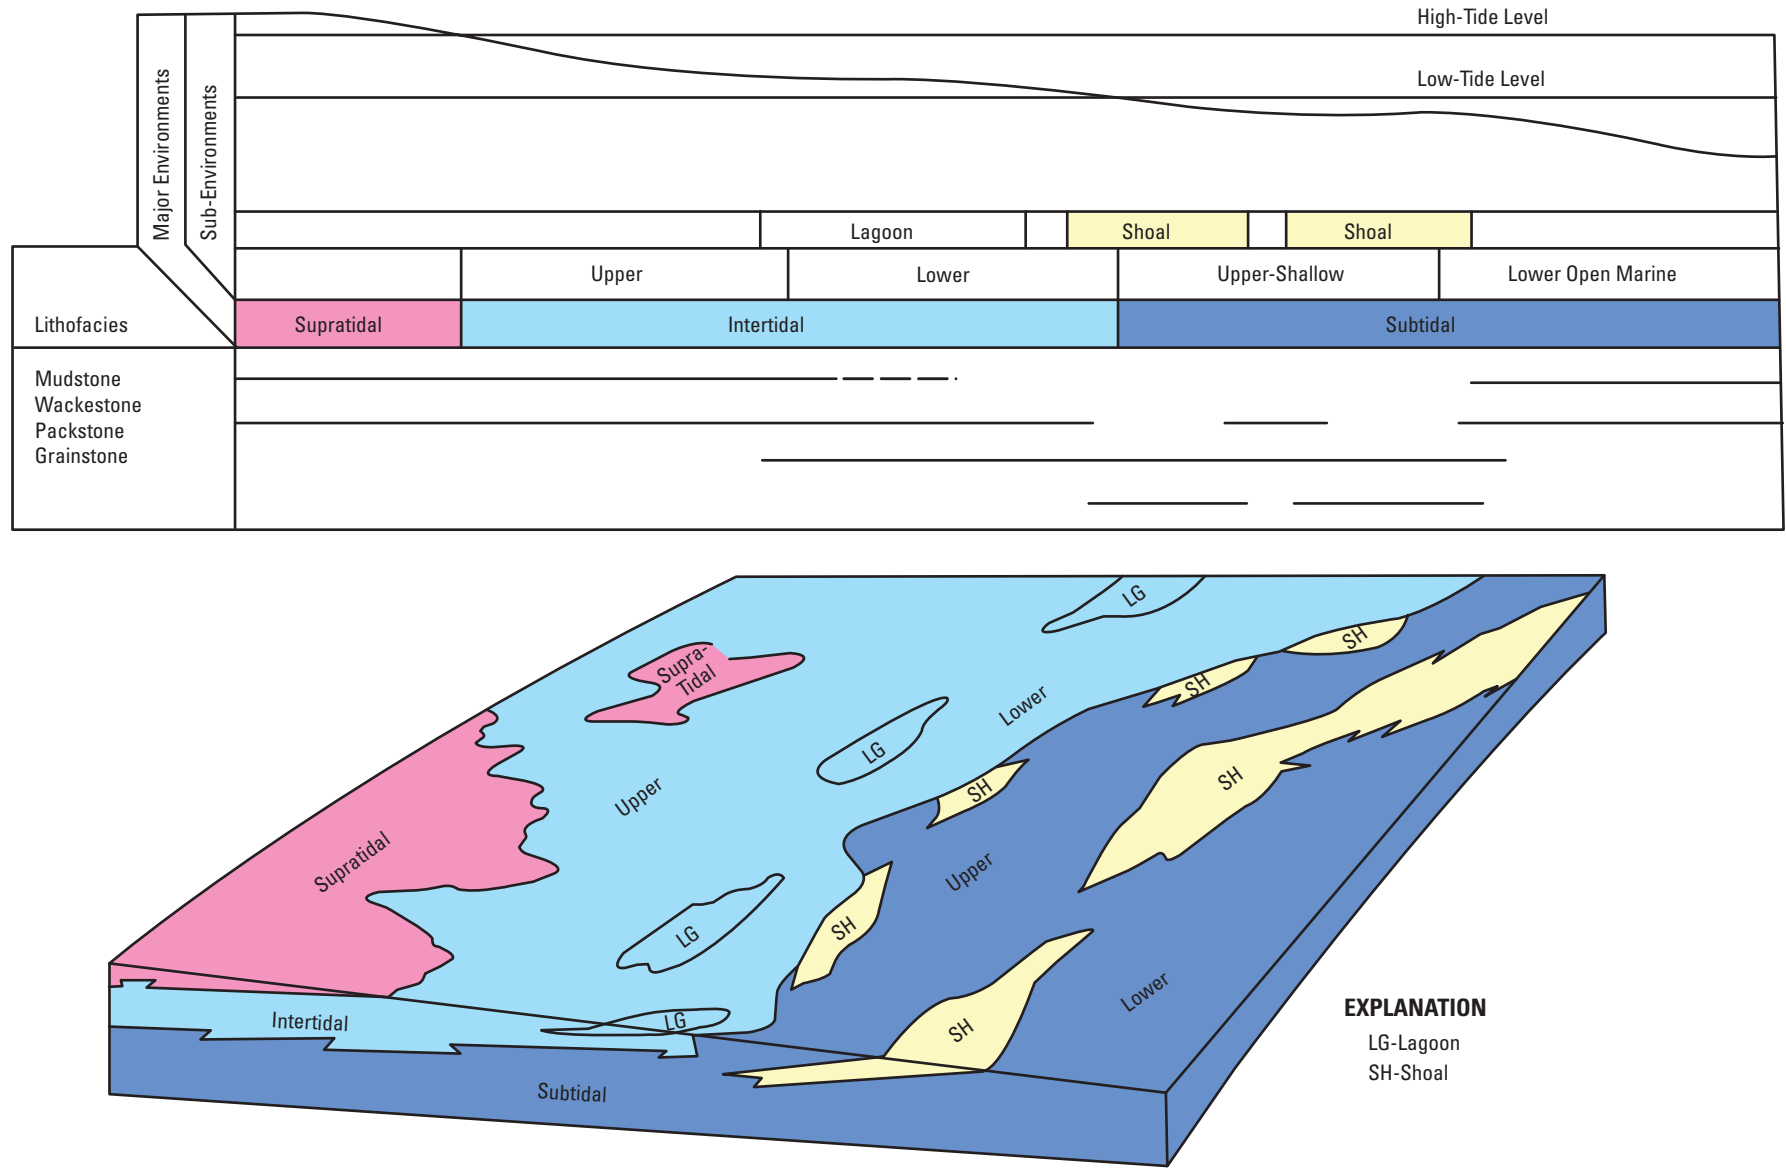 High-Tide Level
Low-Tide Level
Major Environments
Sub-Environments
Lagoon
Shoal
Shoal
Upper
Lower
Upper-Shallow
Lower Open Marine
Lithofacies
Supratidal
Intertidal
Subtidal
Mudstone
Wackestone
Packstone
Grainstone
LG
SH
Supra-
Tidal
SH
Lower
LG
SH
Upper
SH
Supratidal
Upper
LG
SH
Lower
SH
LG
Intertidal
Subtidal
EXPLANATION
LG-Lagoon
SH-Shoal